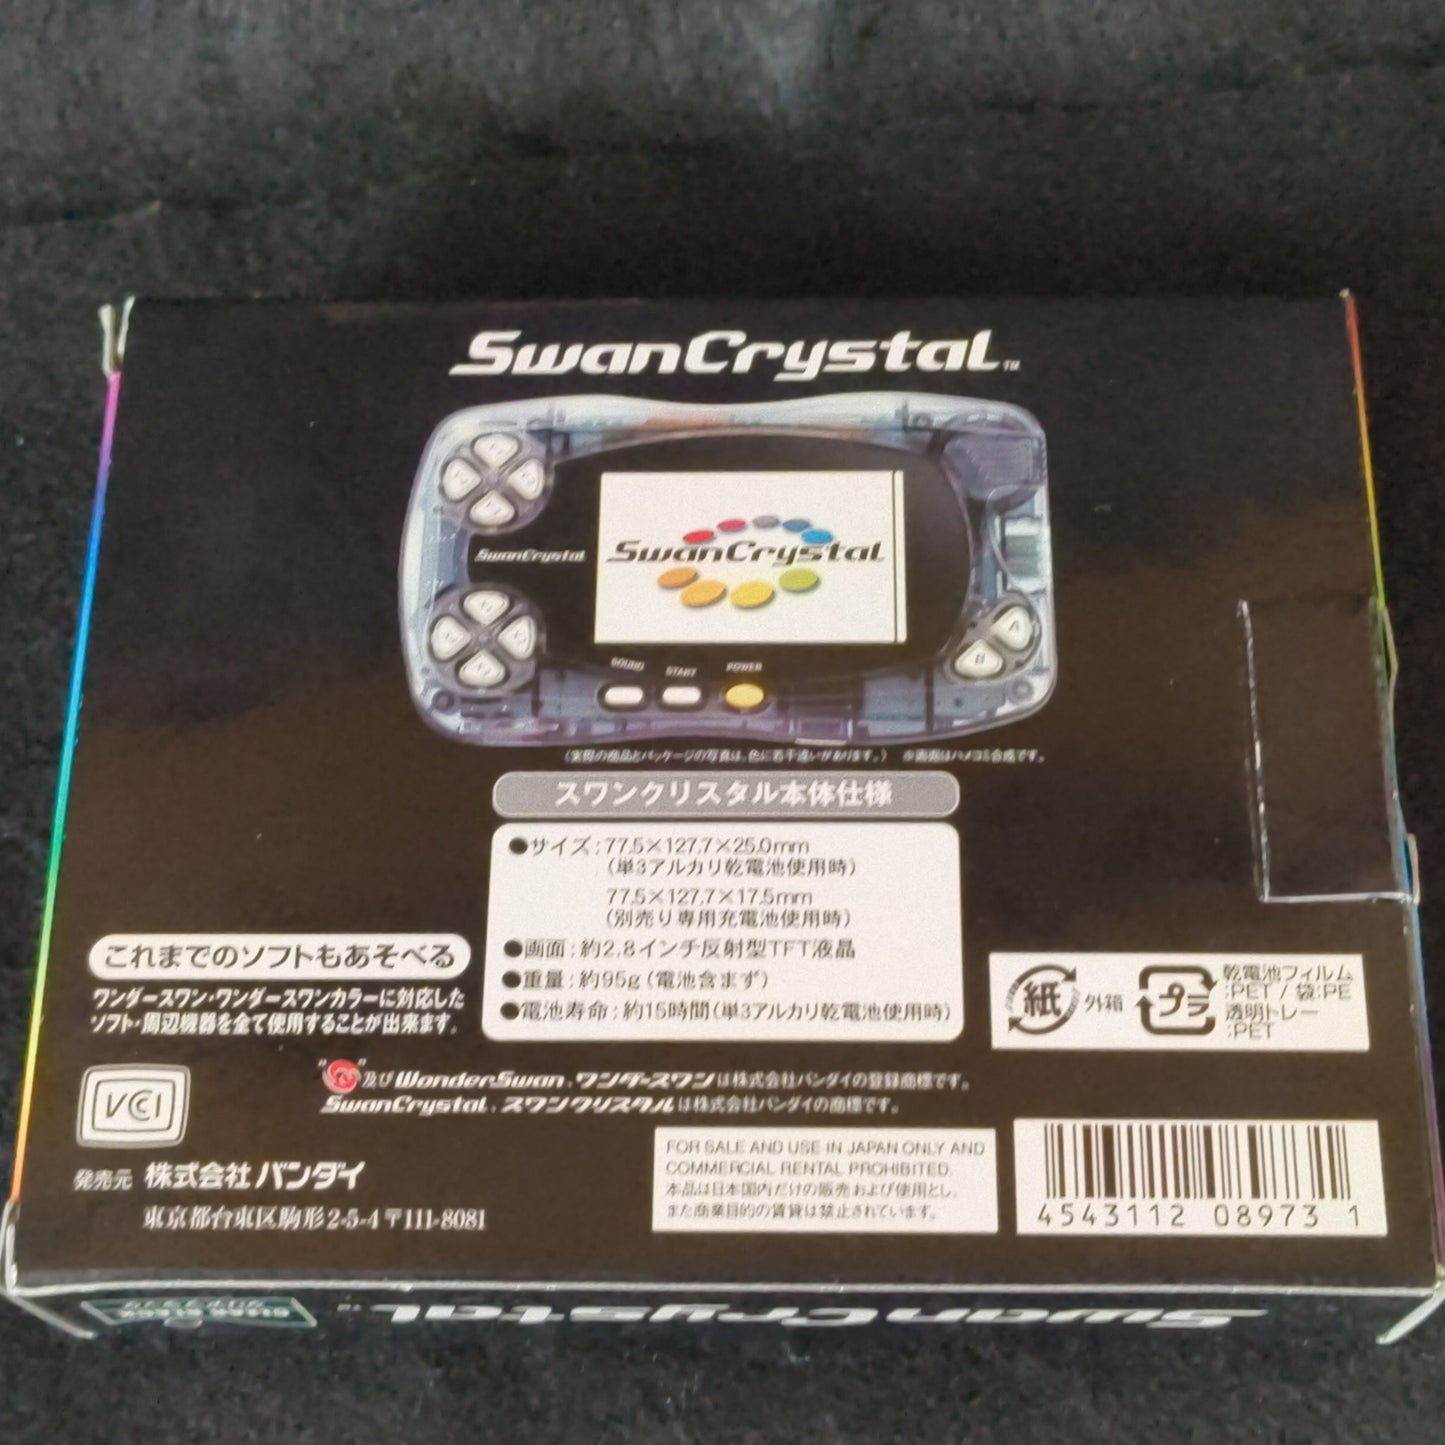 SwanCrystal™
SwanCrystal
SwanCrystal
SOUND START POWER
A
B
(実際の商品とパッケージの写真は、色に若干違いがあります。) ※画面はハメコミ合成です。
スワンクリスタル本体仕様
●サイズ:77.5×127.7×25.0mm
(単3アルカリ乾電池使用時)
77.5×127.7×17.5mm
(別売り専用充電池使用時)
●画面:約2.8インチ反射型TFT液晶
●重量:約95g(電池含まず)
●電池寿命:約15時間(単3アルカリ乾電池使用時)
これまでのソフトもあそべる
ワンダースワン・ワンダースワンカラーに対応した
ソフト・周辺機器を全て使用することが出来ます。
紙 外箱
プラ
乾電池フィルム
:PET / 袋:PE
透明トレー
:PET
VCCI
" "及びWonderSwan、ワンダースワンは株式会社バンダイの登録商標です。
SwanCrystal、スワンクリスタルは株式会社バンダイの商標です。
発売元 株式会社バンダイ
東京都台東区駒形2-5-4 〒111-8081
FOR SALE AND USE IN JAPAN ONLY AND
COMMERCIAL RENTAL PROHIBITED.
本品は日本国内だけの販売および使用とし、
また商業目的の賃貸は禁止されています。
4543112 08973 1
SwanCrystal™